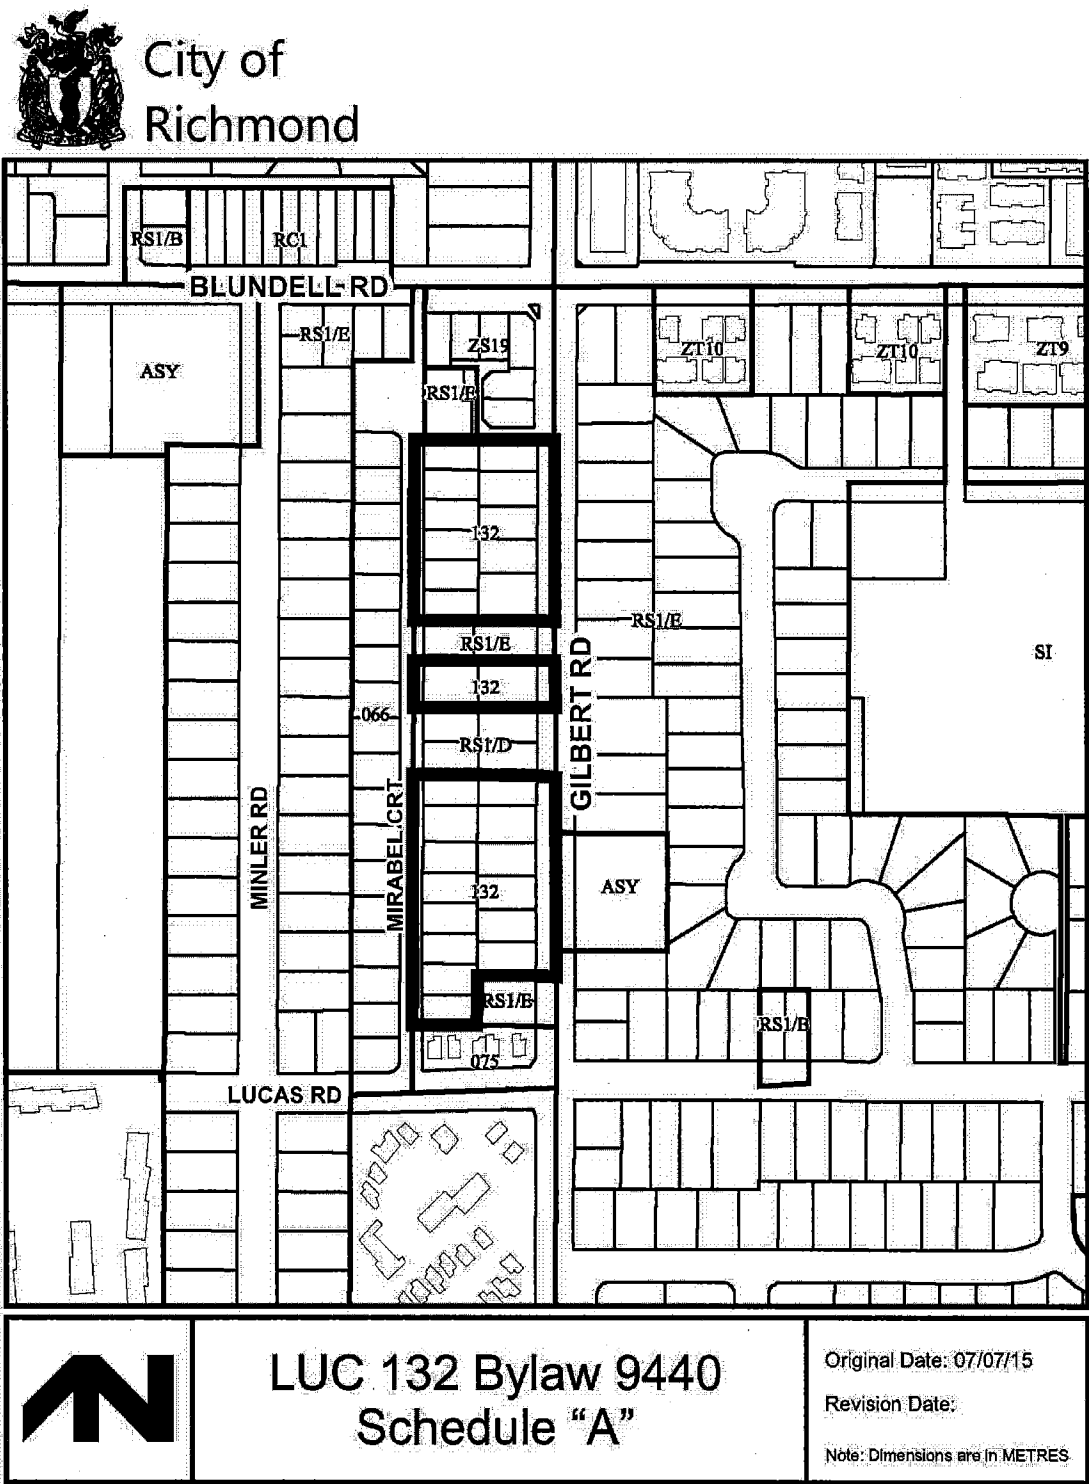 City of
Richmond
RS1/B
RC1
BLUNDELL RD
RS1/E
ZS19
ZT10
ZT10
ZT9
ASY
RS1/E
132
RS1/E
RS1/E
SI
132
066
RS1/D
GILBERT RD
MINLER RD
MIRABEL CRT
132
ASY
RS1/E
RS1/B
075
LUCAS RD
LUC 132 Bylaw 9440
Schedule “A”
Original Date: 07/07/15
Revision Date:
Note: Dimensions are in METRES